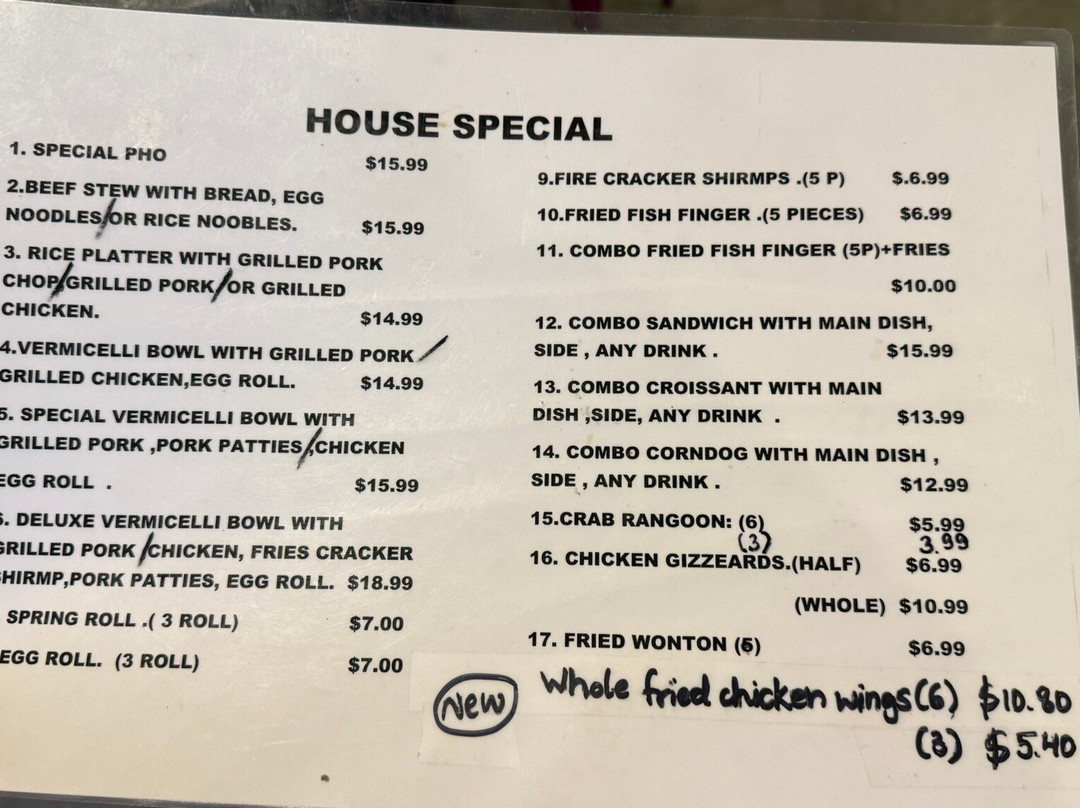 HOUSE SPECIAL
1. SPECIAL PHO $15.99
2.BEEF STEW WITH BREAD, EGG
NOODLES/OR RICE NOOBLES. $15.99
3. RICE PLATTER WITH GRILLED PORK
CHOP/GRILLED PORK/OR GRILLED
CHICKEN. $14.99
4.VERMICELLI BOWL WITH GRILLED PORK/
GRILLED CHICKEN,EGG ROLL. $14.99
5. SPECIAL VERMICELLI BOWL WITH
GRILLED PORK ,PORK PATTIES/,CHICKEN
EGG ROLL . $15.99
6. DELUXE VERMICELLI BOWL WITH
GRILLED PORK /CHICKEN, FRIES CRACKER
SHIRMP,PORK PATTIES, EGG ROLL. $18.99
SPRING ROLL .( 3 ROLL) $7.00
EGG ROLL. (3 ROLL) $7.00
9.FIRE CRACKER SHIRMPS .(5 P) $.6.99
10.FRIED FISH FINGER .(5 PIECES) $6.99
11. COMBO FRIED FISH FINGER (5P)+FRIES
$10.00
12. COMBO SANDWICH WITH MAIN DISH,
SIDE , ANY DRINK . $15.99
13. COMBO CROISSANT WITH MAIN
DISH ,SIDE, ANY DRINK . $13.99
14. COMBO CORNDOG WITH MAIN DISH ,
SIDE , ANY DRINK . $12.99
15.CRAB RANGOON: (6) $5.99
(3) 3.99
16. CHICKEN GIZZEARDS.(HALF) $6.99
(WHOLE) $10.99
17. FRIED WONTON (6) $6.99
New Whole fried chicken wings (6) $10.80
(3) $5.40